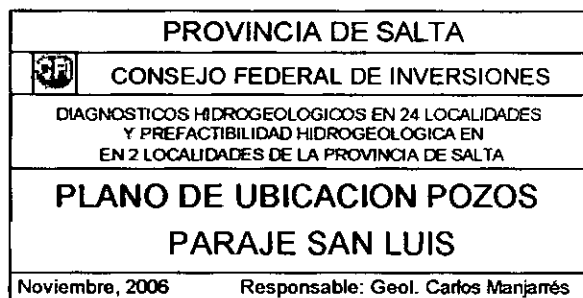 PROVINCIA DE SALTA
CFI CONSEJO FEDERAL DE INVERSIONES
DIAGNOSTICOS HIDROGEOLOGICOS EN 24 LOCALIDADES
Y PREFACTIBILIDAD HIDROGEOLOGICA EN
EN 2 LOCALIDADES DE LA PROVINCIA DE SALTA
PLANO DE UBICACION POZOS
PARAJE SAN LUIS
Noviembre, 2006 Responsable: Geol. Carlos Manjarrés